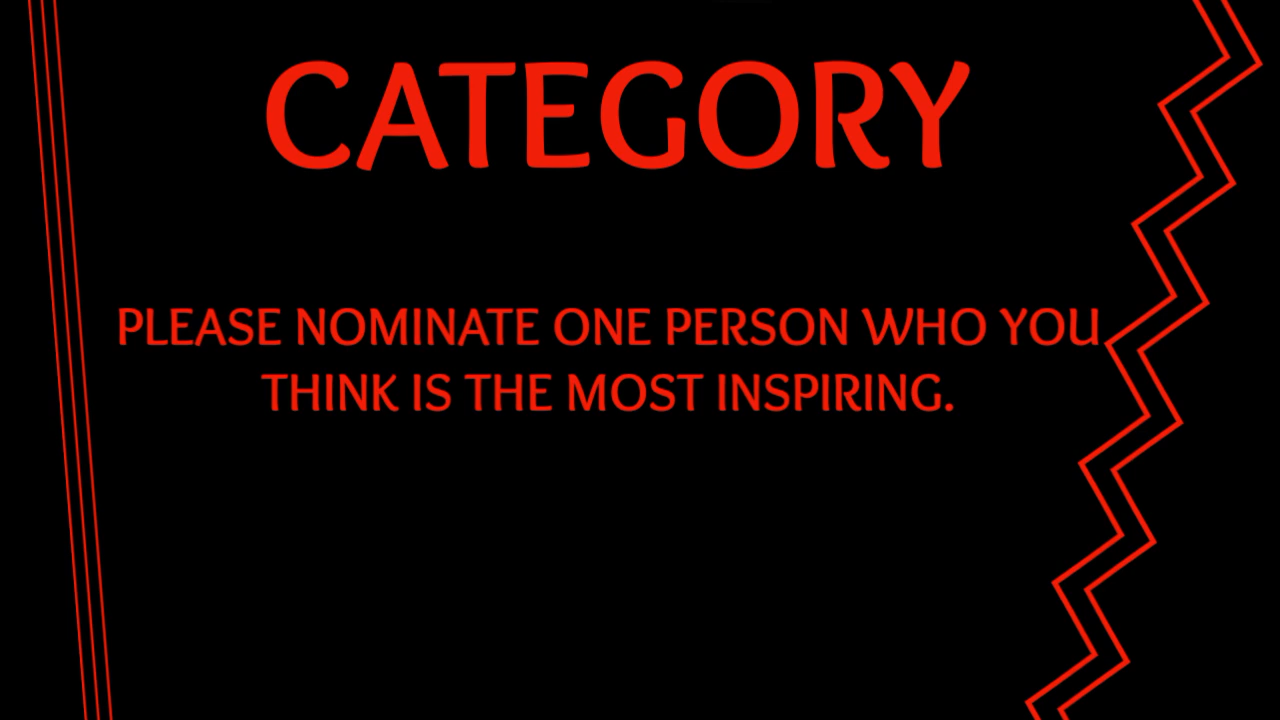 CATEGORY
PLEASE NOMINATE ONE PERSON WHO YOU
THINK IS THE MOST INSPIRING.